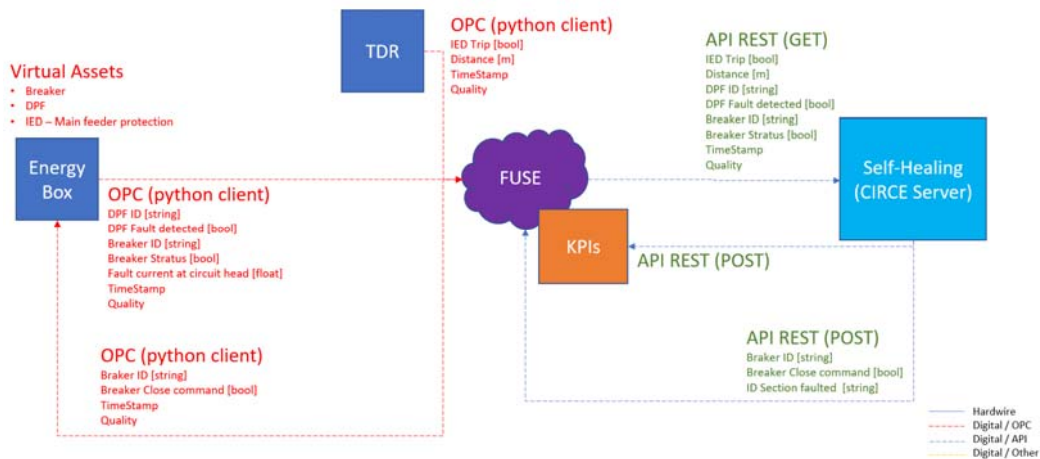 Virtual Assets
• Breaker
• DPF
• IED – Main feeder protection
TDR
OPC (python client)
IED Trip [bool]
Distance [m]
TimeStamp
Quality
API REST (GET)
IED Trip [bool]
Distance [m]
DPF ID [string]
DPF Fault detected [bool]
Breaker ID [string]
Breaker Stratus [bool]
TimeStamp
Quality
Energy
Box
OPC (python client)
DPF ID [string]
DPF Fault detected [bool]
Breaker ID [string]
Breaker Stratus [bool]
Fault current at circuit head [float]
TimeStamp
Quality
FUSE
KPIs
Self-Healing
(CIRCE Server)
API REST (POST)
OPC (python client)
Braker ID [string]
Breaker Close command [bool]
TimeStamp
Quality
API REST (POST)
Braker ID [string]
Breaker Close command [bool]
ID Section faulted [string]
Hardwire
Digital / OPC
Digital / API
Digital / Other